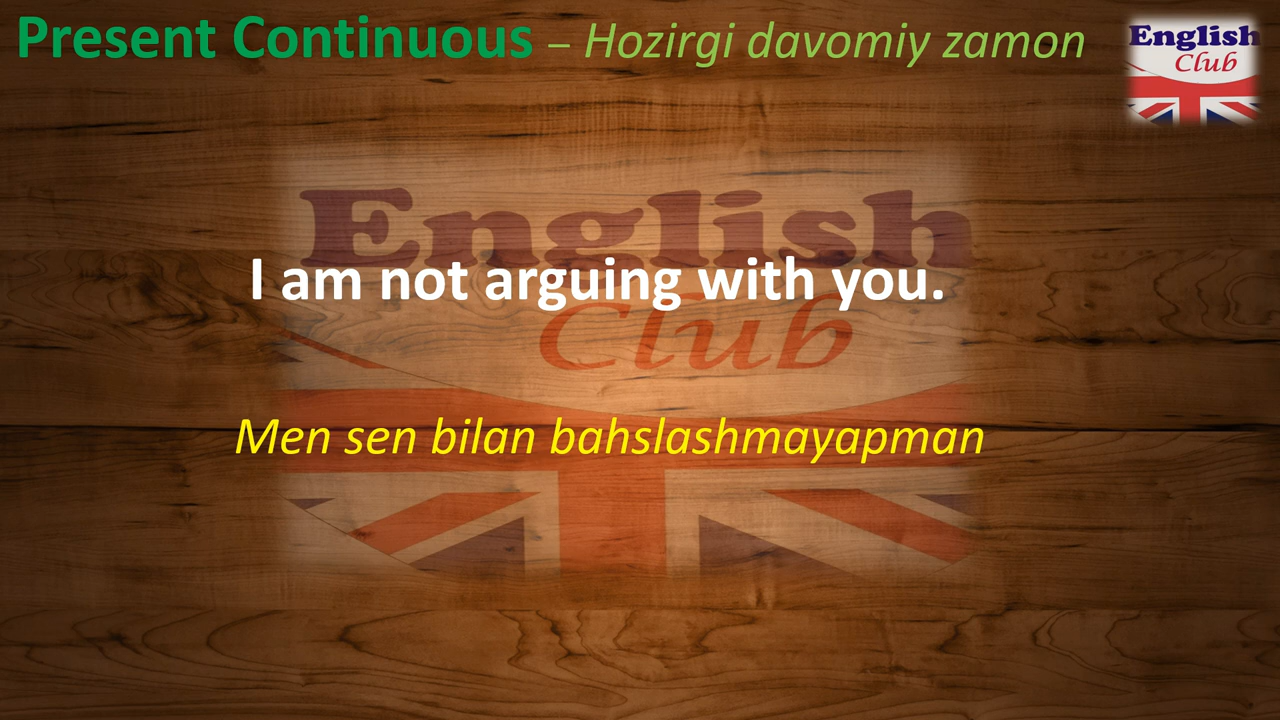 Present Continuous – Hozirgi davomiy zamon
English
Club
English
I am not arguing with you.
Club
Men sen bilan bahslashmayapman